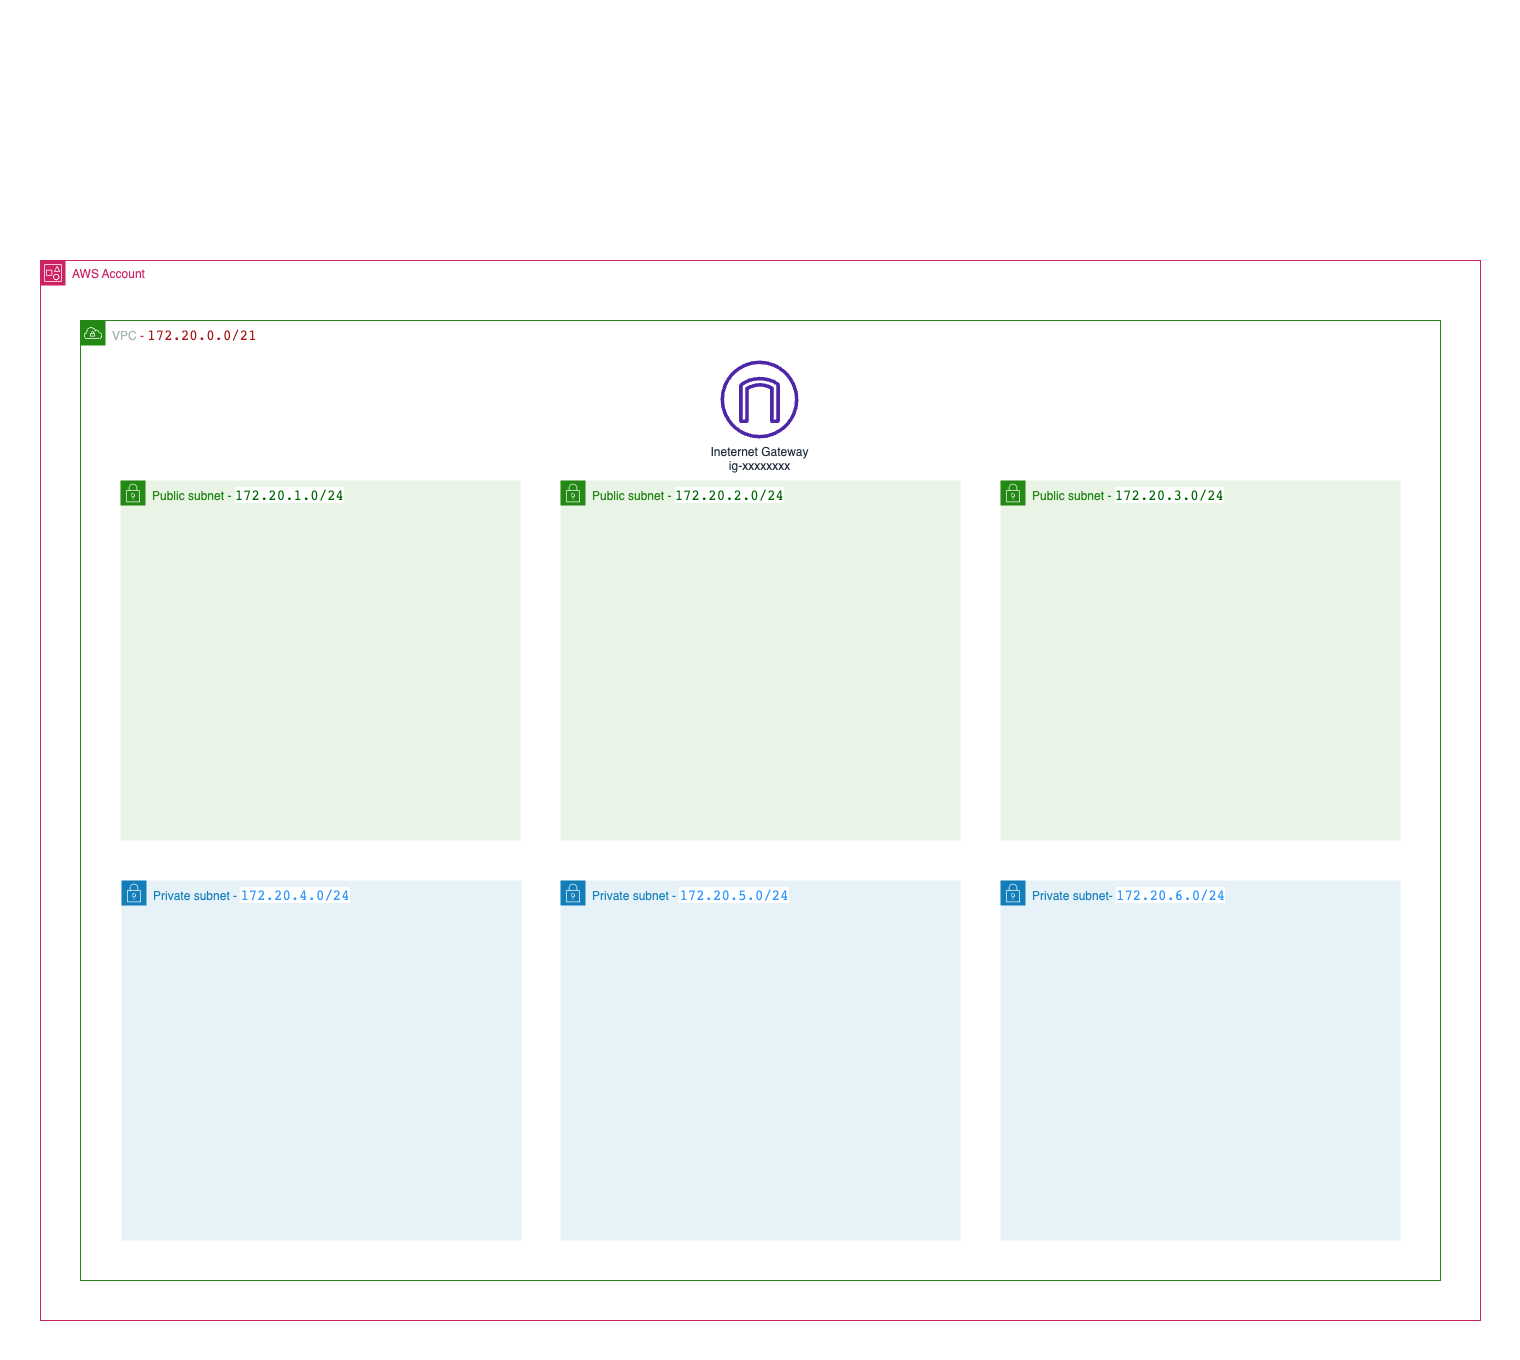 AWS Account
VPC - 172.20.0.0/21
Ineternet Gateway
ig-xxxxxxxx
Public subnet - 172.20.1.0/24
Public subnet - 172.20.2.0/24
Public subnet - 172.20.3.0/24
Private subnet - 172.20.4.0/24
Private subnet - 172.20.5.0/24
Private subnet- 172.20.6.0/24